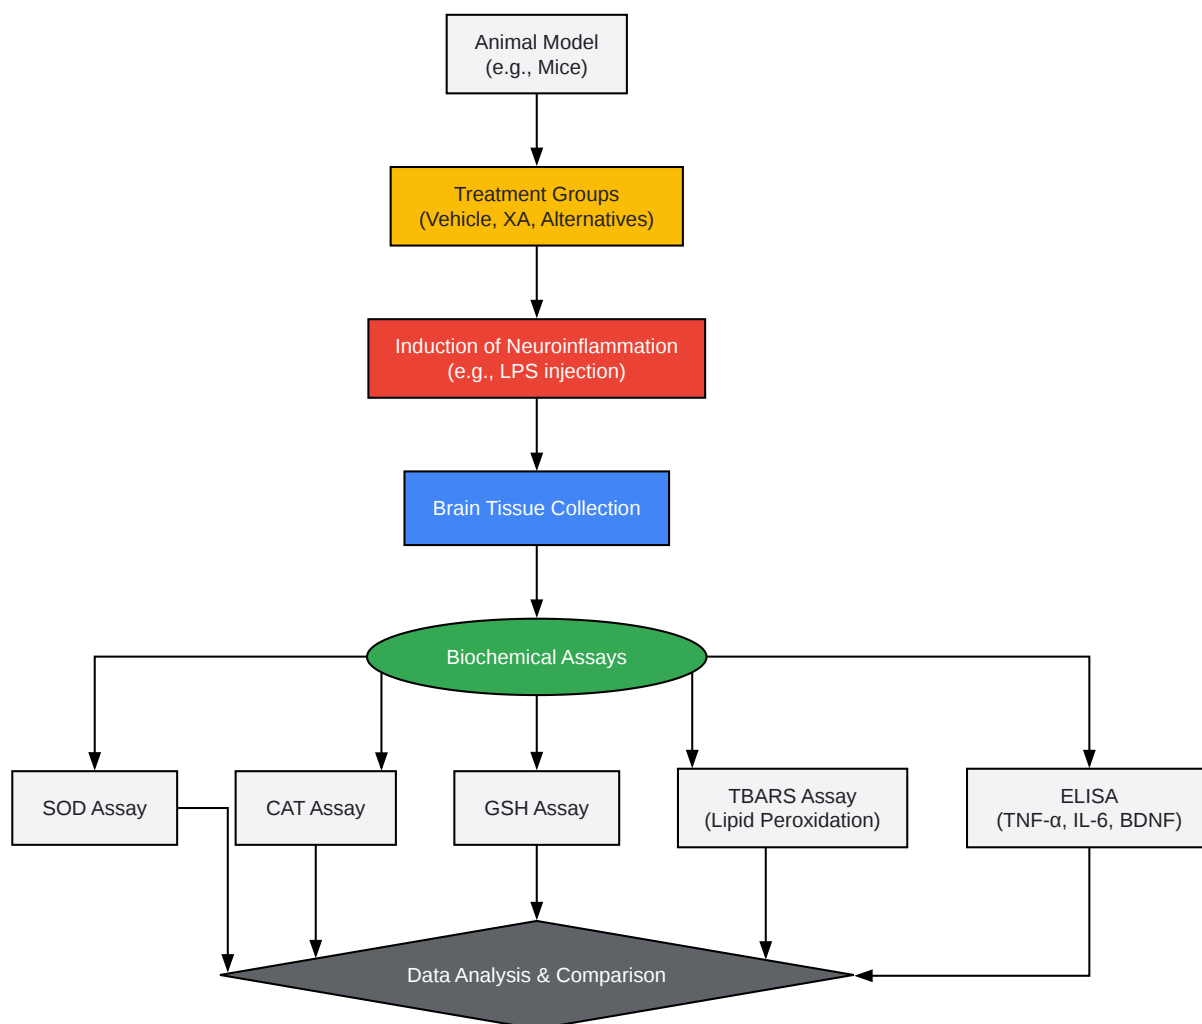 Animal Model
(e.g., Mice)
Treatment Groups
(Vehicle, XA, Alternatives)
Induction of Neuroinflammation
(e.g., LPS injection)
Brain Tissue Collection
Biochemical Assays
SOD Assay
CAT Assay
GSH Assay
TBARS Assay
(Lipid Peroxidation)
ELISA
(TNF-α, IL-6, BDNF)
Data Analysis & Comparison